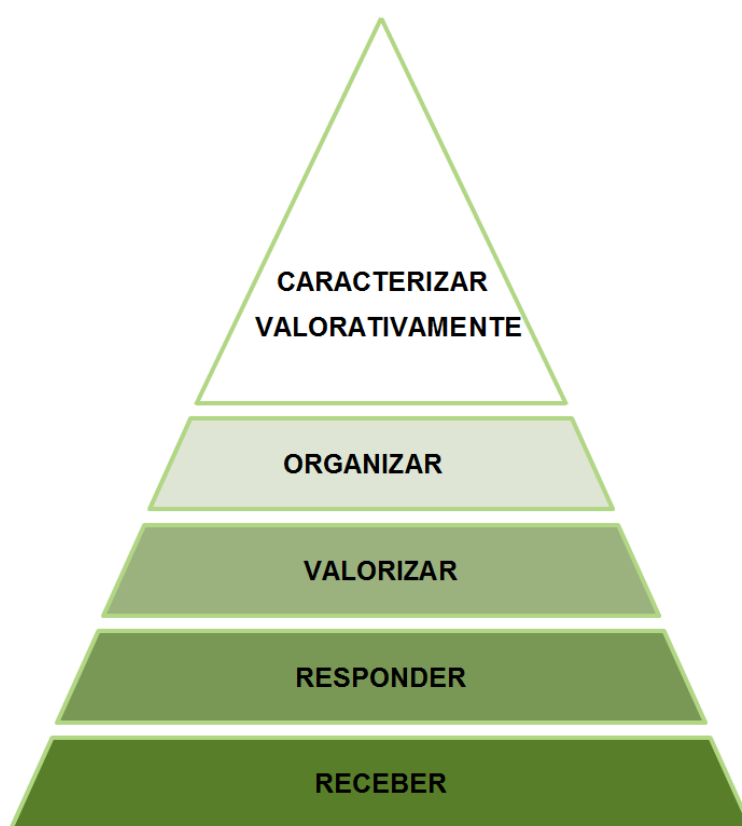 CARACTERIZAR
VALORATIVAMENTE
ORGANIZAR
VALORIZAR
RESPONDER
RECEBER